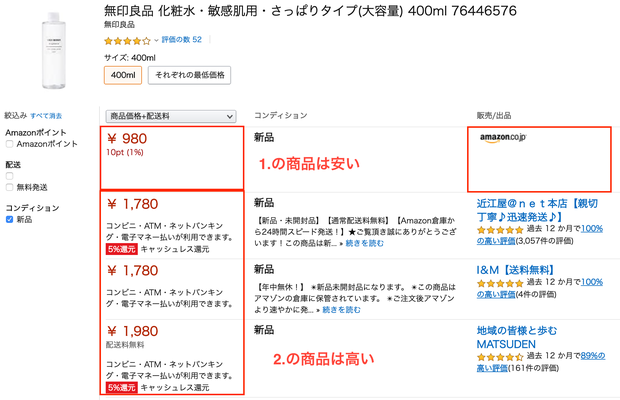 無印良品 化粧水・敏感肌用・さっぱりタイプ(大容量) 400ml 76446576
無印良品
評価の数 52
サイズ: 400ml
400ml
それぞれの最低価格
絞込み すべて消去
Amazonポイント
Amazonポイント
配送
無料発送
コンディション
新品
商品価格+配送料
コンディション
販売/出品
¥ 980
10pt (1%)
新品
1.の商品は安い
amazon.co.jp
¥ 1,780
コンビニ・ATM・ネットバンキン
グ・電子マネー払いが利用できます。
5%還元 キャッシュレス還元
新品
【新品・未開封品】【通常配送料無料】【Amazon倉庫か
ら24時間スピード発送！】★ご覧頂き誠にありがとうござ
います！この商品は新... » 続きを読む
近江屋@ｎｅｔ本店【親切
丁寧♪迅速発送♪】
過去 12 か月で100%
の高い評価(3,057件の評価)
¥ 1,780
コンビニ・ATM・ネットバンキン
グ・電子マネー払いが利用できます。
新品
【年中無休！】 ＊新品未開封品になります。 ＊この商品は
アマゾンの倉庫に保管されています。 ＊ご注文後アマゾン
より速やかに発... » 続きを読む
I＆M【送料無料】
過去 12 か月で100%
の高い評価(4件の評価)
¥ 1,980
配送料無料
コンビニ・ATM・ネットバンキン
グ・電子マネー払いが利用できます。
5%還元 キャッシュレス還元
新品
2.の商品は高い
地域の皆様と歩む
MATSUDEN
過去 12 か月で89%
の高い評価(161件の評価)